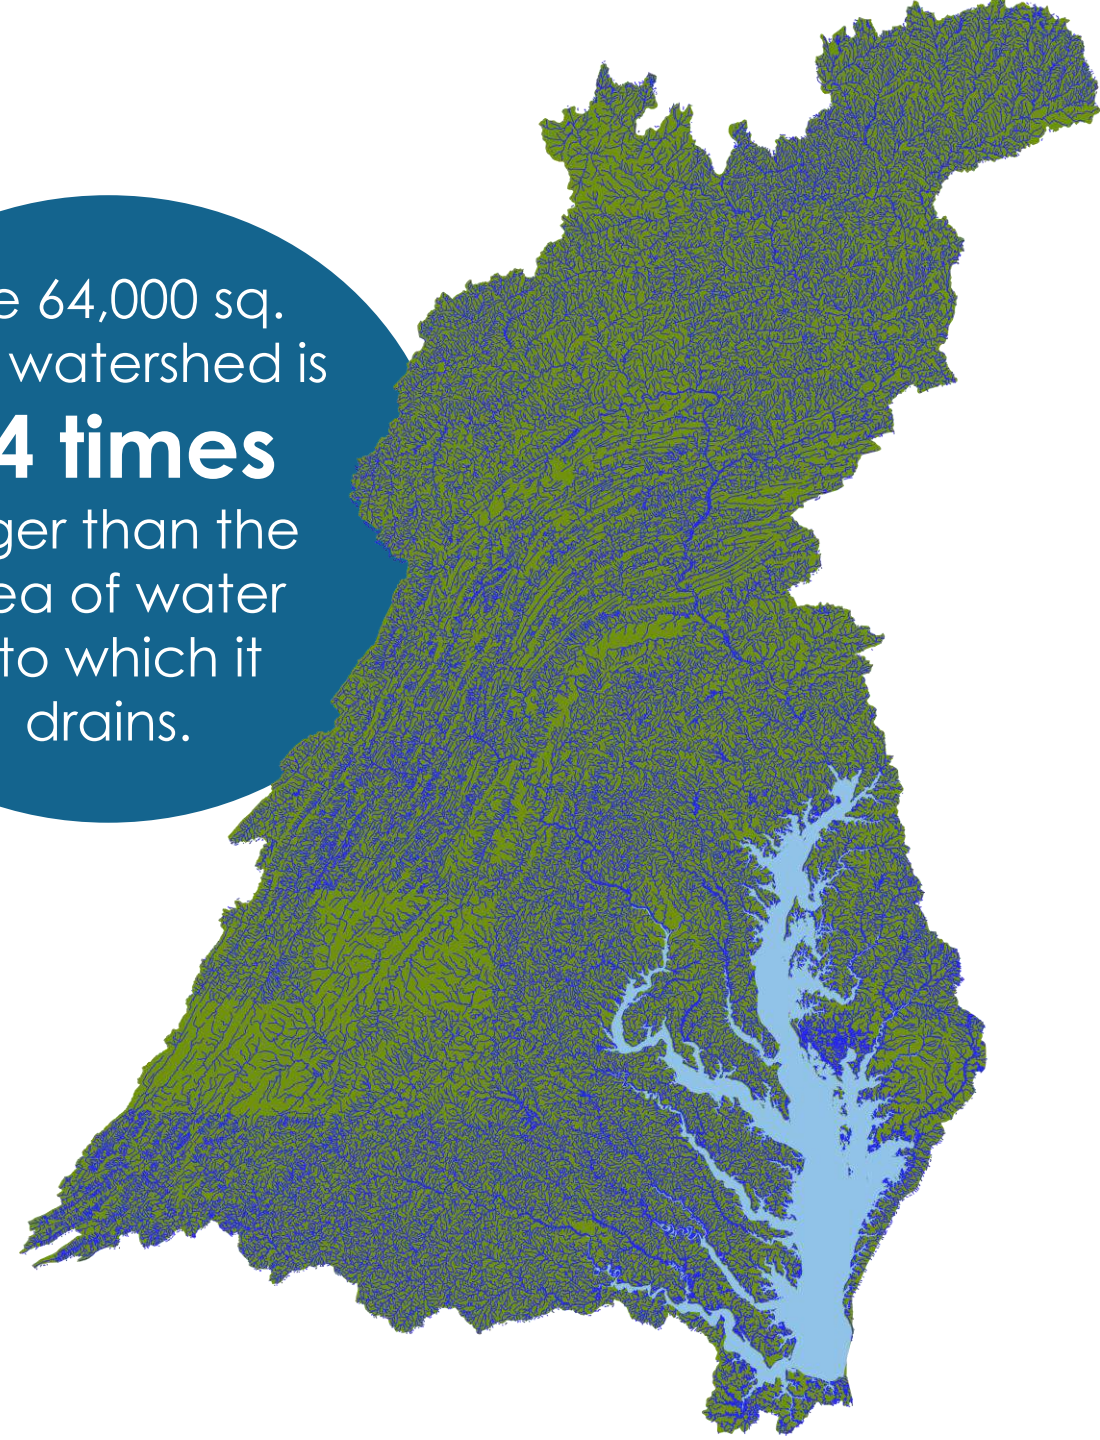 e 64,000 sq.
watershed is
4 times
ger than the
ea of water
to which it
drains.